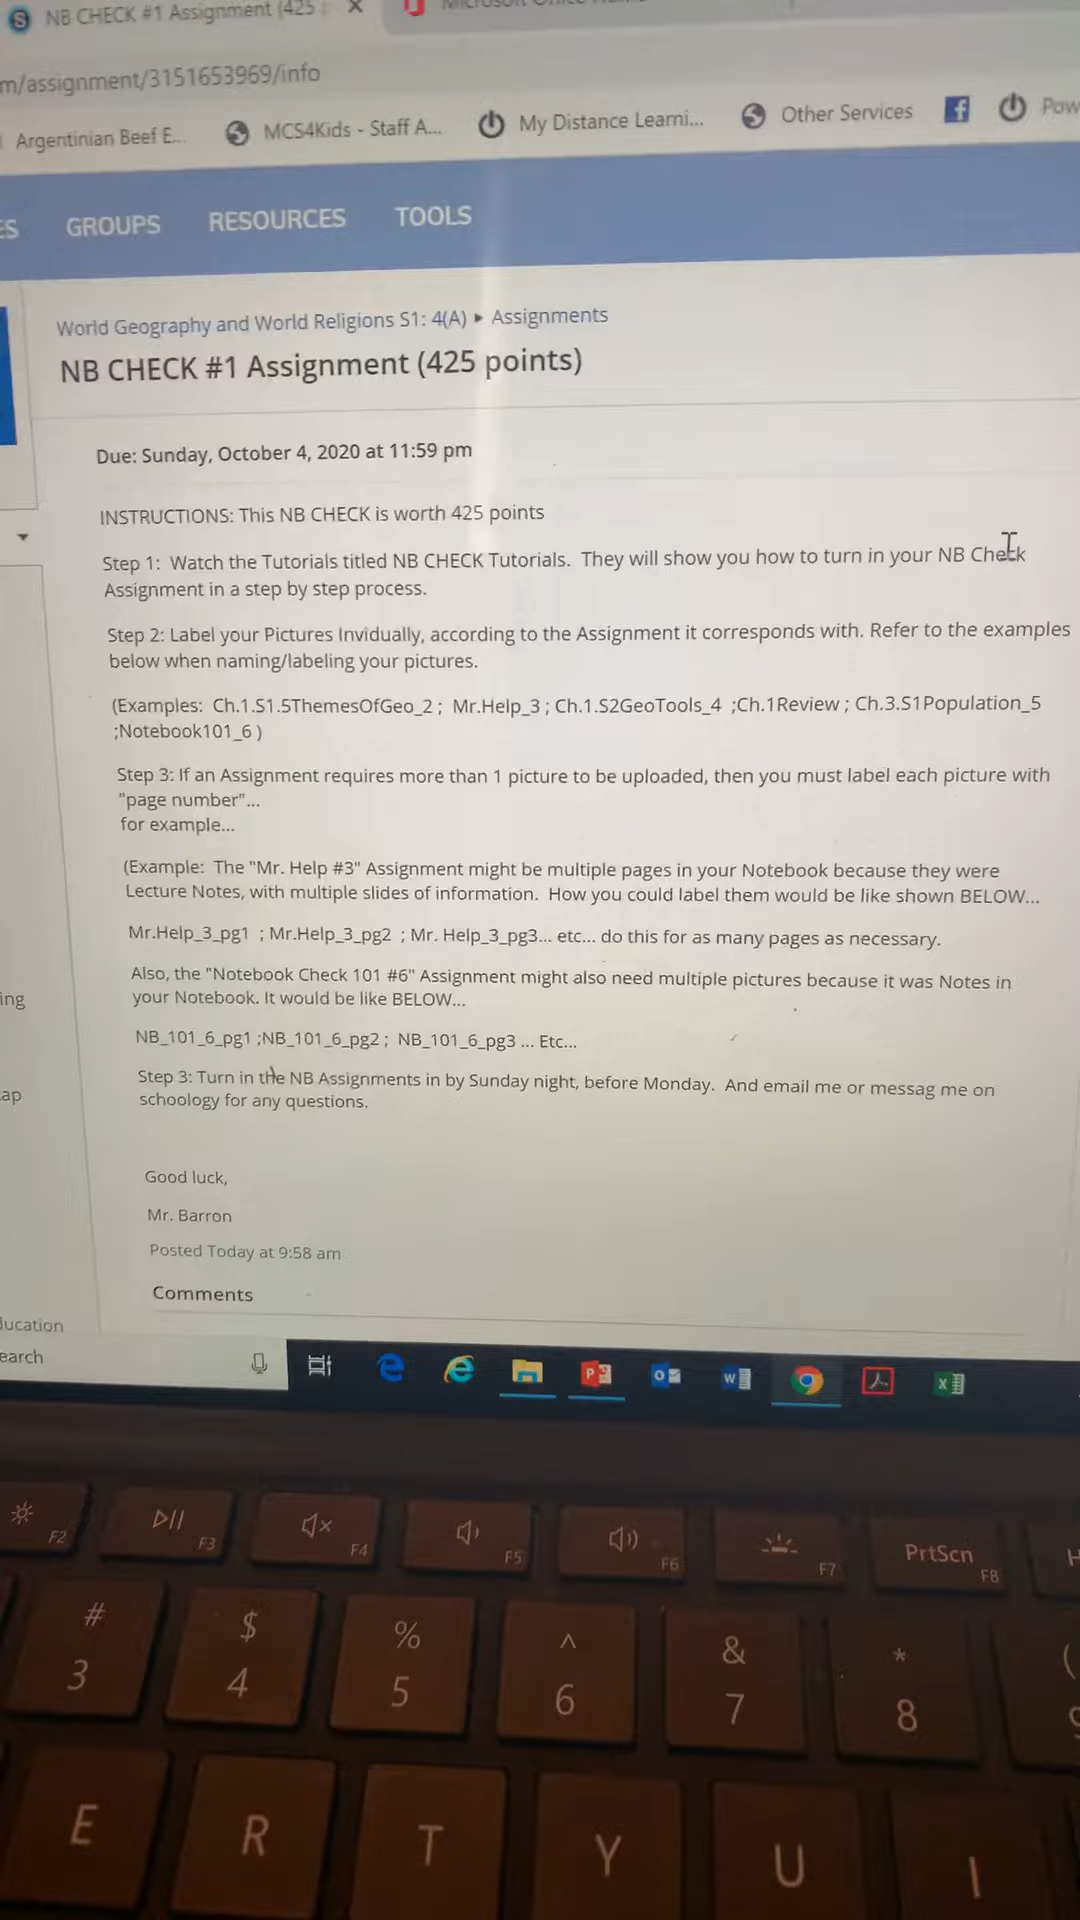 NB CHECK #1 Assignment (425
m/assignment/3151653969/info
Argentinian Beef E... MCS4Kids - Staff A... My Distance Learni... Other Services Pow
ES GROUPS RESOURCES TOOLS
World Geography and World Religions S1: 4(A) ▸ Assignments
NB CHECK #1 Assignment (425 points)
Due: Sunday, October 4, 2020 at 11:59 pm
INSTRUCTIONS: This NB CHECK is worth 425 points
Step 1: Watch the Tutorials titled NB CHECK Tutorials. They will show you how to turn in your NB Check
Assignment in a step by step process.
Step 2: Label your Pictures Invidually, according to the Assignment it corresponds with. Refer to the examples
below when naming/labeling your pictures.
(Examples: Ch.1.S1.5ThemesOfGeo_2 ; Mr.Help_3 ; Ch.1.S2GeoTools_4 ;Ch.1Review ; Ch.3.S1Population_5
;Notebook101_6 )
Step 3: If an Assignment requires more than 1 picture to be uploaded, then you must label each picture with
"page number"...
for example...
(Example: The "Mr. Help #3" Assignment might be multiple pages in your Notebook because they were
Lecture Notes, with multiple slides of information. How you could label them would be like shown BELOW...
Mr.Help_3_pg1 ; Mr.Help_3_pg2 ; Mr. Help_3_pg3... etc... do this for as many pages as necessary.
Also, the "Notebook Check 101 #6" Assignment might also need multiple pictures because it was Notes in
your Notebook. It would be like BELOW...
ing
NB_101_6_pg1 ;NB_101_6_pg2 ; NB_101_6_pg3 ... Etc...
Step 3: Turn in the NB Assignments in by Sunday night, before Monday. And email me or messag me on
schoology for any questions.
ap
Good luck,
Mr. Barron
Posted Today at 9:58 am
Comments
ducation
earch
F2 F3 F4 F5 F6 F7 PrtScn F8
# $ % ^ & * (
3 4 5 6 7 8
E R T Y U I